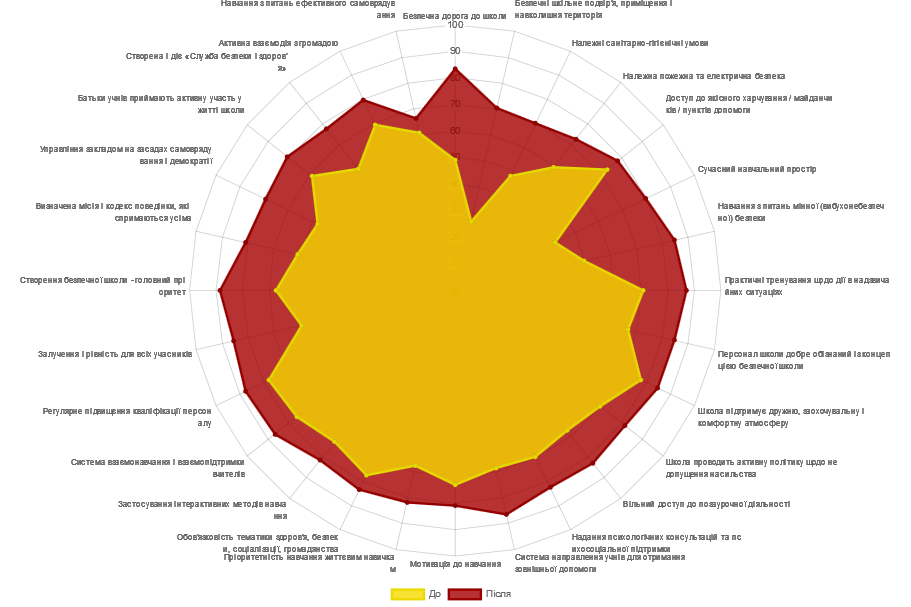 Безпечна дорога до школи
Безпечні шкільне подвір'я, приміщення і
навколишня територія
Належні санітарно-гігієнічні умови
Належна пожежна та електрична безпека
Доступ до якісного харчування / майданчи
ків / пунктів допомоги
Сучасний навчальний простір
Навчання з питань мінної (вибухонебезпеч
ної) безпеки
Практичні тренування щодо дій в надзвича
йних ситуаціях
Персонал школи добре обізнаний із концеп
цією безпечної школи
Школа підтримує дружню, заохочувальну і
комфортну атмосферу
Школа проводить активну політику щодо не
допущення насильства
Вільний доступ до позаурочної діяльності
Надання психологічних консультацій та пс
ихосоціальної підтримки
Система направлення учнів для отримання
зовнішньої допомоги
Мотивація до навчання
Пріоритетність навчання життєвим навичка
м
Обов'язковість тематики здоров'я, безпек
и, соціалізації, громадянства
Застосування інтерактивних методів навча
ння
Система взаємонавчання і взаємопідтримки
вчителів
Регулярне підвищення кваліфікації персон
алу
Залучення і рівність для всіх учасників
Створення безпечної школи - головний прі
оритет
Визначена місія і кодекс поведінки, які
сприймаються усіма
Управління закладом на засадах самовряду
вання і демократії
Батьки учнів приймають активну участь у
житті школи
Створена і діє «Служба безпеки і здоров'
я»
Активна взаємодія з громадою
Навчання з питань ефективного самоврядув
ання
100
90
80
70
60
До
Після